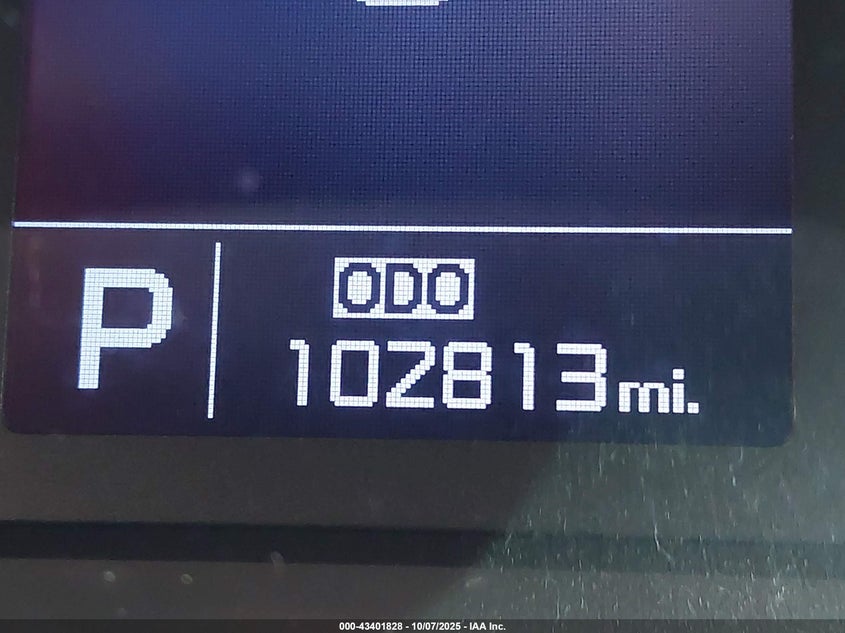 P
ODO
102813 mi.
000-43401828 - 10/07/2025 - IAA Inc.